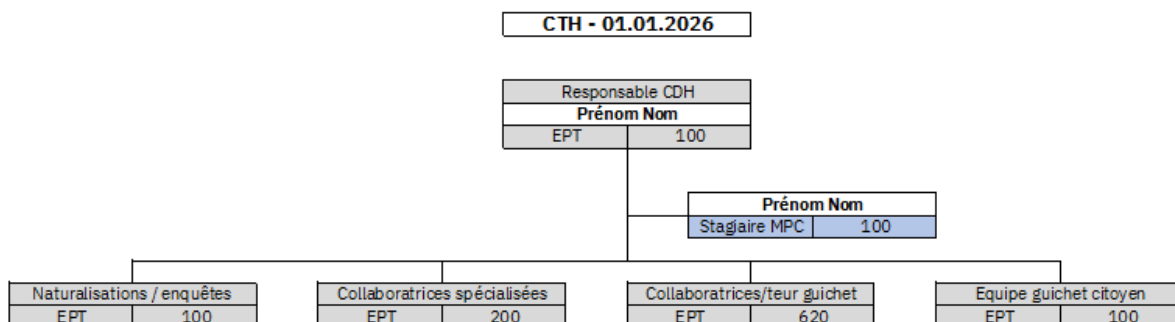 CTH - 01.01.2026
Responsable CDH
Prénom Nom
EPT 100
Prénom Nom
Stagiaire MPC 100
Naturalisations / enquêtes Collaboratrices spécialisées Collaboratrices/teur guichet Equipe guichet citoyen
EPT 100 EPT 200 EPT 620 EPT 100